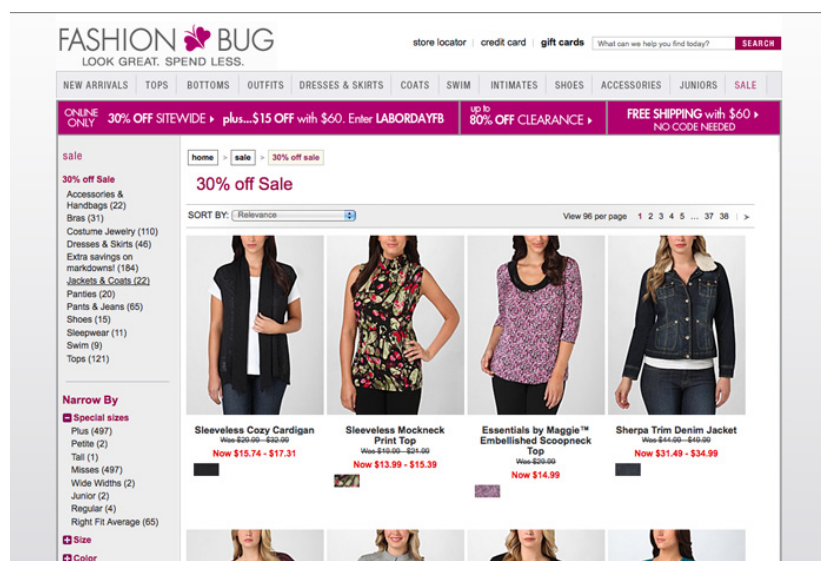 FASHION BUG
LOOK GREAT. SPEND LESS.
store locator | credit card | gift cards
What can we help you find today?
SEARCH
NEW ARRIVALS TOPS BOTTOMS OUTFITS DRESSES & SKIRTS COATS SWIM INTIMATES SHOES ACCESSORIES JUNIORS SALE
ONLINE ONLY 30% OFF SITEWIDE plus...$15 OFF with $60. Enter LABORDAYFB
up to
80% OFF CLEARANCE
FREE SHIPPING with $60
NO CODE NEEDED
sale
30% off Sale
Accessories &
Handbags (22)
Bras (31)
Costume Jewelry (110)
Dresses & Skirts (46)
Extra savings on
markdowns! (184)
Jackets & Coats (22)
Panties (20)
Pants & Jeans (65)
Shoes (15)
Sleepwear (11)
Swim (9)
Tops (121)
Narrow By
Special sizes
Plus (497)
Petite (2)
Tall (1)
Misses (497)
Wide Widths (2)
Junior (2)
Regular (4)
Right Fit Average (65)
Size
Color
home > sale > 30% off sale
30% off Sale
SORT BY: Relevance
View 96 per page 1 2 3 4 5 ... 37 38 | >
Sleeveless Cozy Cardigan
Was $29.99 - $32.99
Now $15.74 - $17.31
Sleeveless Mockneck
Print Top
Was $19.99 - $21.99
Now $13.99 - $15.39
Essentials by Maggie™
Embellished Scoopneck
Top
Was $29.99
Now $14.99
Sherpa Trim Denim Jacket
Was $44.99 - $49.99
Now $31.49 - $34.99